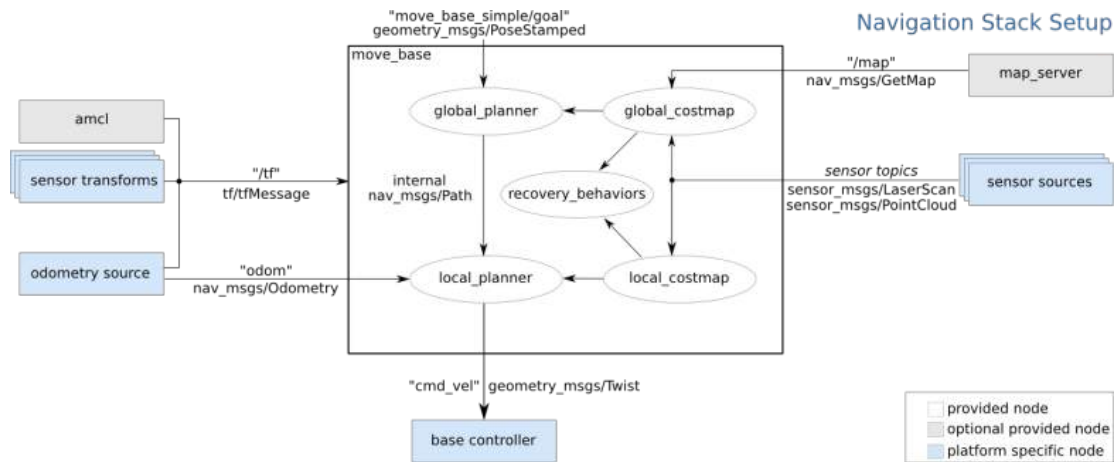 Navigation Stack Setup
"move_base_simple/goal"
geometry_msgs/PoseStamped
move_base
"/map"
nav_msgs/GetMap
map_server
global_planner
global_costmap
amcl
sensor transforms
"/tf"
tf/tfMessage
internal
nav_msgs/Path
recovery_behaviors
sensor topics
sensor_msgs/LaserScan
sensor_msgs/PointCloud
sensor sources
odometry source
"odom"
nav_msgs/Odometry
local_planner
local_costmap
"cmd_vel" geometry_msgs/Twist
base controller
provided node
optional provided node
platform specific node